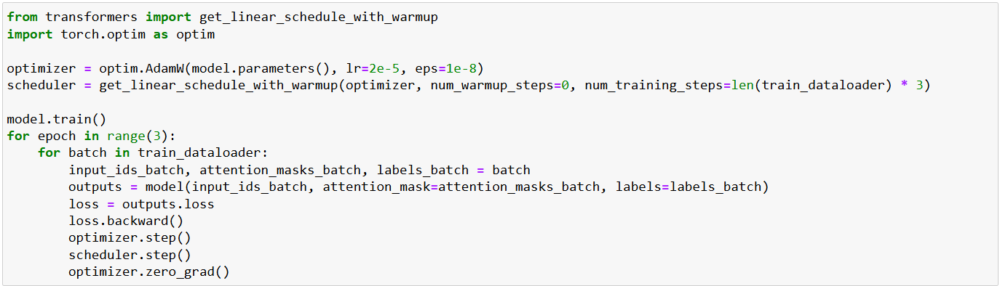 from transformers import get_linear_schedule_with_warmup
import torch.optim as optim

optimizer = optim.AdamW(model.parameters(), lr=2e-5, eps=1e-8)
scheduler = get_linear_schedule_with_warmup(optimizer, num_warmup_steps=0, num_training_steps=len(train_dataloader) * 3)

model.train()
for epoch in range(3):
    for batch in train_dataloader:
        input_ids_batch, attention_masks_batch, labels_batch = batch
        outputs = model(input_ids_batch, attention_mask=attention_masks_batch, labels=labels_batch)
        loss = outputs.loss
        loss.backward()
        optimizer.step()
        scheduler.step()
        optimizer.zero_grad()